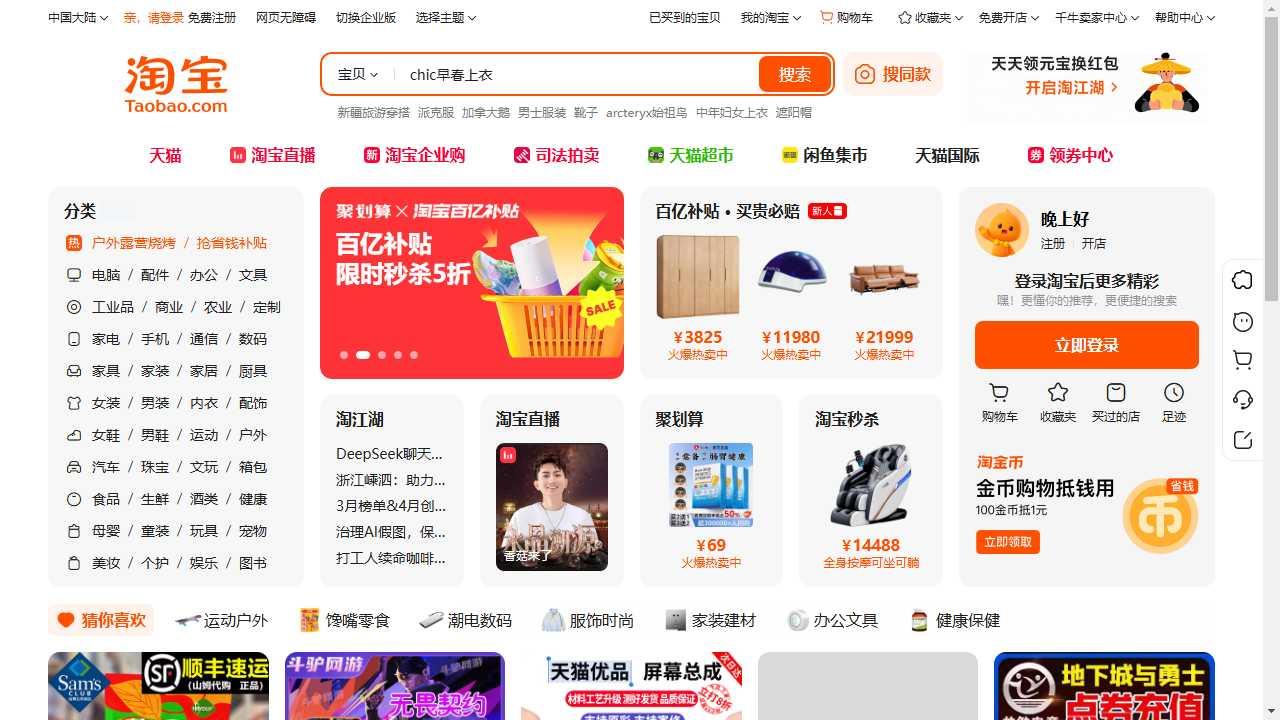 中国大陆 亲，请登录 免费注册 网页无障碍 切换企业版 选择主题 已买到的宝贝 我的淘宝 购物车 收藏夹 免费开店 千牛卖家中心 帮助中心
淘宝
Taobao.com
宝贝 chic早春上衣 搜索 搜同款
新疆旅游穿搭 派克服 加拿大鹅 男士服装 靴子 arcteryx始祖鸟 中年妇女上衣 遮阳帽
天天领元宝换红包
开启淘江湖 >
天猫 淘宝直播 新 淘宝企业购 司法拍卖 天猫超市 闲鱼集市 天猫国际 券 领券中心
分类
热 户外露营烧烤 / 抢省钱补贴
电脑 / 配件 / 办公 / 文具
工业品 / 商业 / 农业 / 定制
家电 / 手机 / 通信 / 数码
家具 / 家装 / 家居 / 厨具
女装 / 男装 / 内衣 / 配饰
女鞋 / 男鞋 / 运动 / 户外
汽车 / 珠宝 / 文玩 / 箱包
食品 / 生鲜 / 酒类 / 健康
母婴 / 童装 / 玩具 / 宠物
美妆 / 个护 / 娱乐 / 图书
聚划算 × 淘宝百亿补贴
百亿补贴
限时秒杀5折
SALE
百亿补贴 • 买贵必赔 新人
¥3825 ¥11980 ¥21999
火爆热卖中 火爆热卖中 火爆热卖中
淘江湖
DeepSeek聊天...
浙江嵊泗：助力...
3月榜单&4月创...
治理AI假图，保...
打工人续命咖啡...
淘宝直播
香菇来了
聚划算
常备 肠胃健康
¥69
火爆热卖中
淘宝秒杀
¥14488
全身按摩可坐可躺
晚上好
注册 开店
登录淘宝后更多精彩
嘿！更懂你的推荐，更便捷的搜索
立即登录
购物车 收藏夹 买过的店 足迹
淘金币
金币购物抵钱用
100金币抵1元
立即领取
省钱
币
猜你喜欢 运动户外 馋嘴零食 潮电数码 服饰时尚 家装建材 办公文具 健康保健
Sam's
CLUB
SF 顺丰速运
(山姆代购 正品)
斗驴网游
无畏契约
天猫优品 屏幕总成
次日达
材料工艺升级 测好发货 品质保证
立打8折
地下城与勇士
点券充值